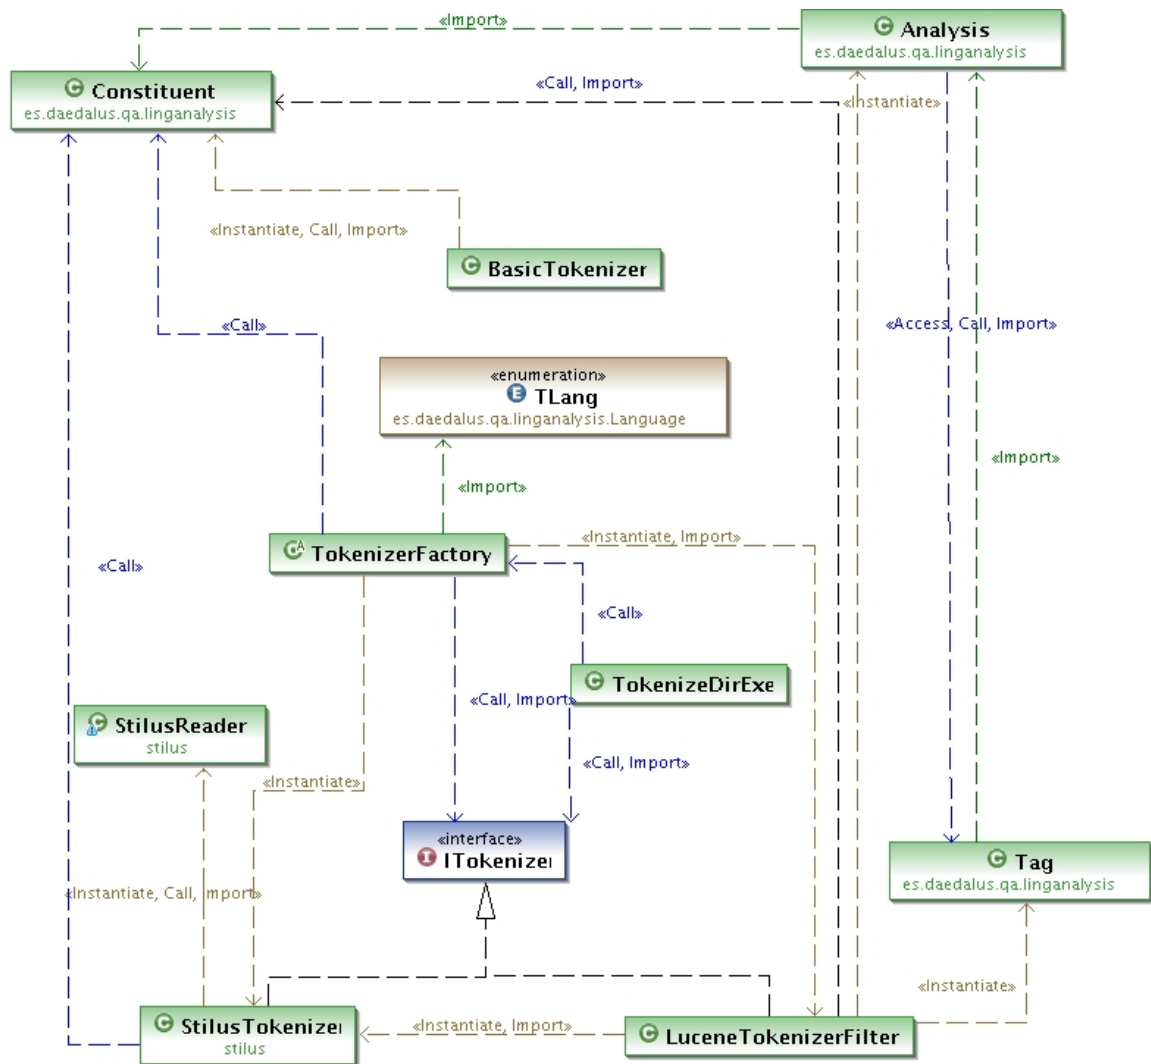 «Import»
Analysis
es.daedalus.qa.linganalysis
Constituent
es.daedalus.qa.linganalysis
«Call, Import»
«Instantiate»
«Instantiate, Call, Import»
BasicTokenizer
«Call»
«Access, Call, Import»
«enumeration»
TLang
es.daedalus.qa.linganalysis.Language
«Import»
«Import»
TokenizerFactory
«Instantiate, Import»
«Call»
«Call»
TokenizeDirExe
«Call, Import»
StilusReader
stilus
«Call, Import»
«Instantiate»
«interface»
ITokenizer
Tag
es.daedalus.qa.linganalysis
«Instantiate, Call, Import»
«Instantiate»
StilusTokenizer
stilus
«Instantiate, Import»
LuceneTokenizerFilter